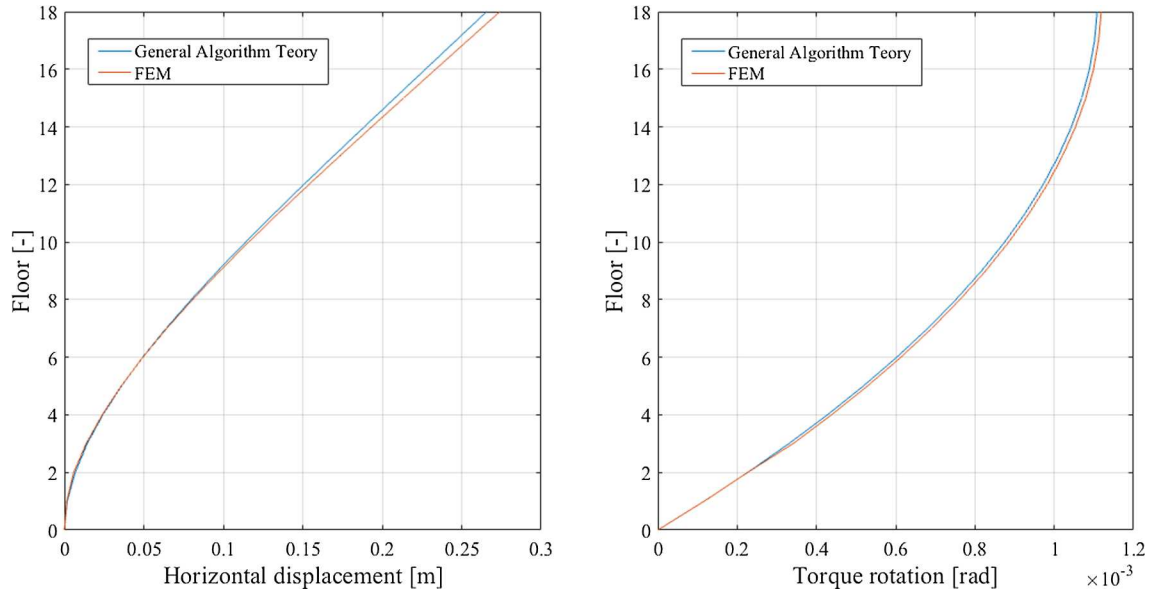 General Algorithm Teory
FEM
18
16
14
12
10
8
6
4
2
0
Floor [-]
0 0.05 0.1 0.15 0.2 0.25 0.3
Horizontal displacement [m]
General Algorithm Teory
FEM
18
16
14
12
10
8
6
4
2
0
Floor [-]
0 0.2 0.4 0.6 0.8 1 1.2
Torque rotation [rad]
×10⁻³